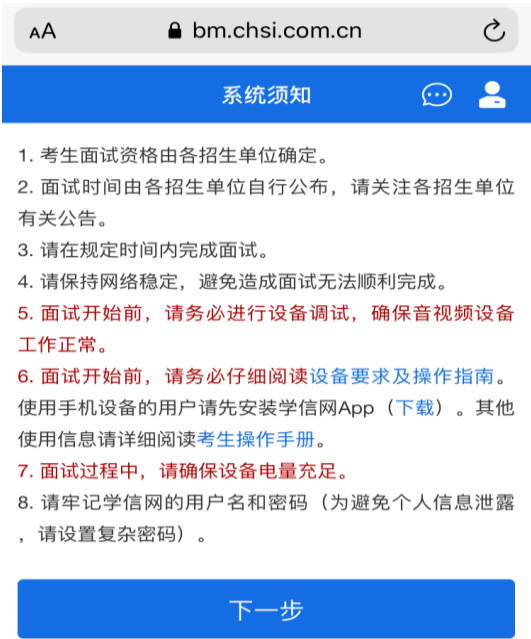 AA
bm.chsi.com.cn
系统须知
1. 考生面试资格由各招生单位确定。
2. 面试时间由各招生单位自行公布，请关注各招生单位
有关公告。
3. 请在规定时间内完成面试。
4. 请保持网络稳定，避免造成面试无法顺利完成。
5. 面试开始前，请务必进行设备调试，确保音视频设备
工作正常。
6. 面试开始前，请务必仔细阅读设备要求及操作指南。
使用手机设备的用户请先安装学信网App（下载）。其他
使用信息请详细阅读考生操作手册。
7. 面试过程中，请确保设备电量充足。
8. 请牢记学信网的用户名和密码（为避免个人信息泄露
，请设置复杂密码）。
下一步